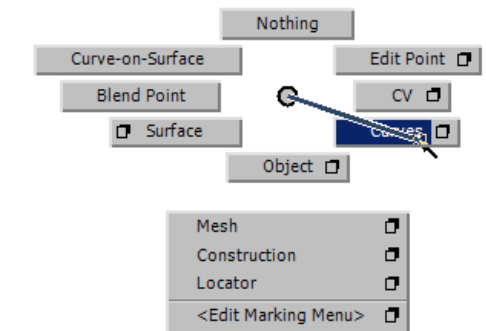 Nothing
Curve-on-Surface
Edit Point
Blend Point
CV
Surface
Curves
Object
Mesh
Construction
Locator
<Edit Marking Menu>